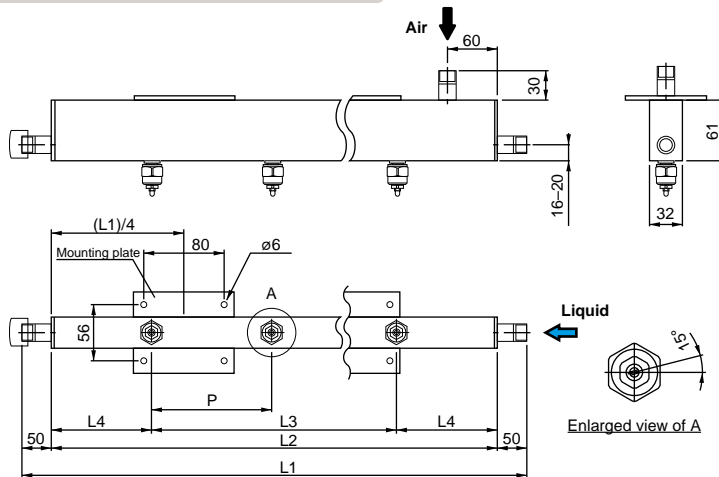 Air
60
30
61
16–20
32
(L1)/4
80
ø6
Mounting plate
A
56
Liquid
15°
P
L4
L3
L4
Enlarged view of A
50
L2
50
L1